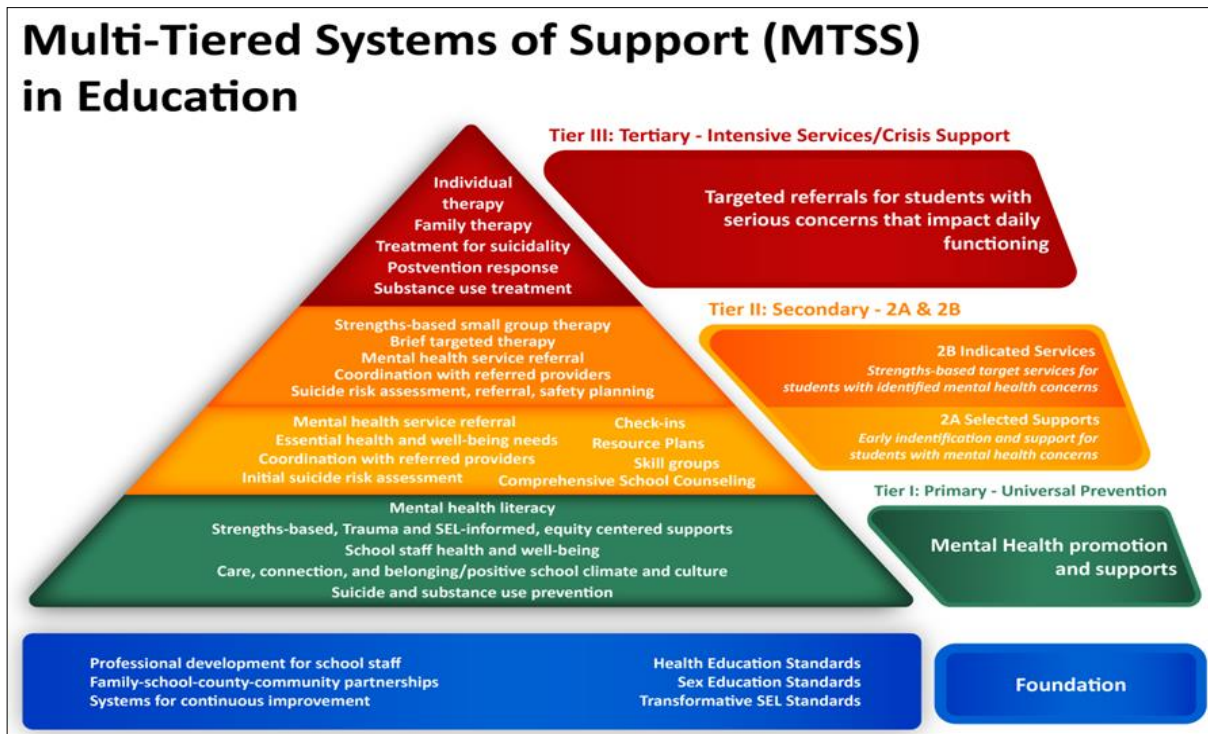 Multi-Tiered Systems of Support (MTSS)
in Education
Tier III: Tertiary - Intensive Services/Crisis Support
Individual
therapy
Family therapy
Treatment for suicidality
Postvention response
Substance use treatment
Targeted referrals for students with
serious concerns that impact daily
functioning
Tier II: Secondary - 2A & 2B
Strengths-based small group therapy
Brief targeted therapy
Mental health service referral
Coordination with referred providers
Suicide risk assessment, referral, safety planning
2B Indicated Services
Strengths-based target services for
students with identified mental health concerns
Mental health service referral
Essential health and well-being needs
Coordination with referred providers
Initial suicide risk assessment
Check-ins
Resource Plans
Skill groups
Comprehensive School Counseling
2A Selected Supports
Early indentification and support for
students with mental health concerns
Tier I: Primary - Universal Prevention
Mental health literacy
Strengths-based, Trauma and SEL-informed, equity centered supports
School staff health and well-being
Care, connection, and belonging/positive school climate and culture
Suicide and substance use prevention
Mental Health promotion
and supports
Professional development for school staff
Family-school-county-community partnerships
Systems for continuous improvement
Health Education Standards
Sex Education Standards
Transformative SEL Standards
Foundation